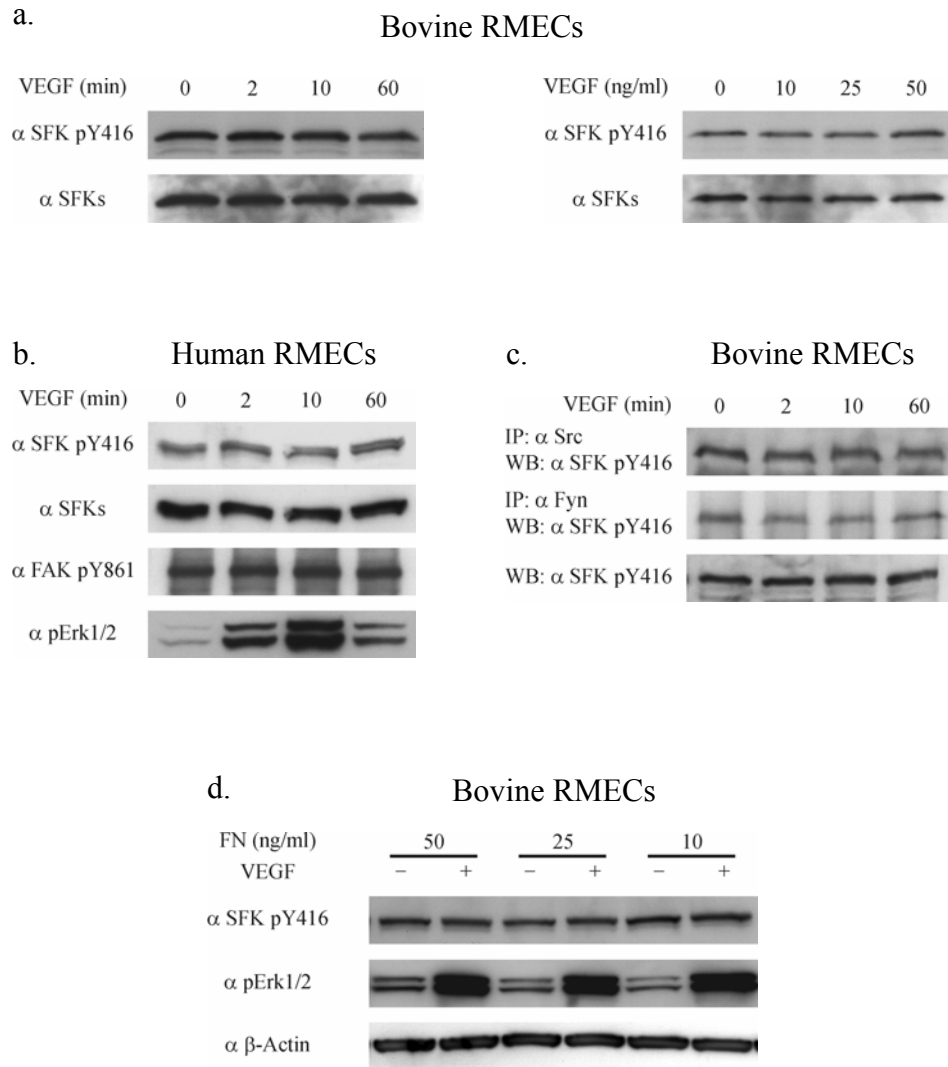 a.
Bovine RMECs
VEGF (min) 0 2 10 60
α SFK pY416
α SFKs
VEGF (ng/ml) 0 10 25 50
α SFK pY416
α SFKs
b.
Human RMECs
VEGF (min) 0 2 10 60
α SFK pY416
α SFKs
α FAK pY861
α pErk1/2
c.
Bovine RMECs
VEGF (min) 0 2 10 60
IP: α Src
WB: α SFK pY416
IP: α Fyn
WB: α SFK pY416
WB: α SFK pY416
d.
Bovine RMECs
FN (ng/ml) 50 25 10
VEGF − + − + − +
α SFK pY416
α pErk1/2
α β-Actin